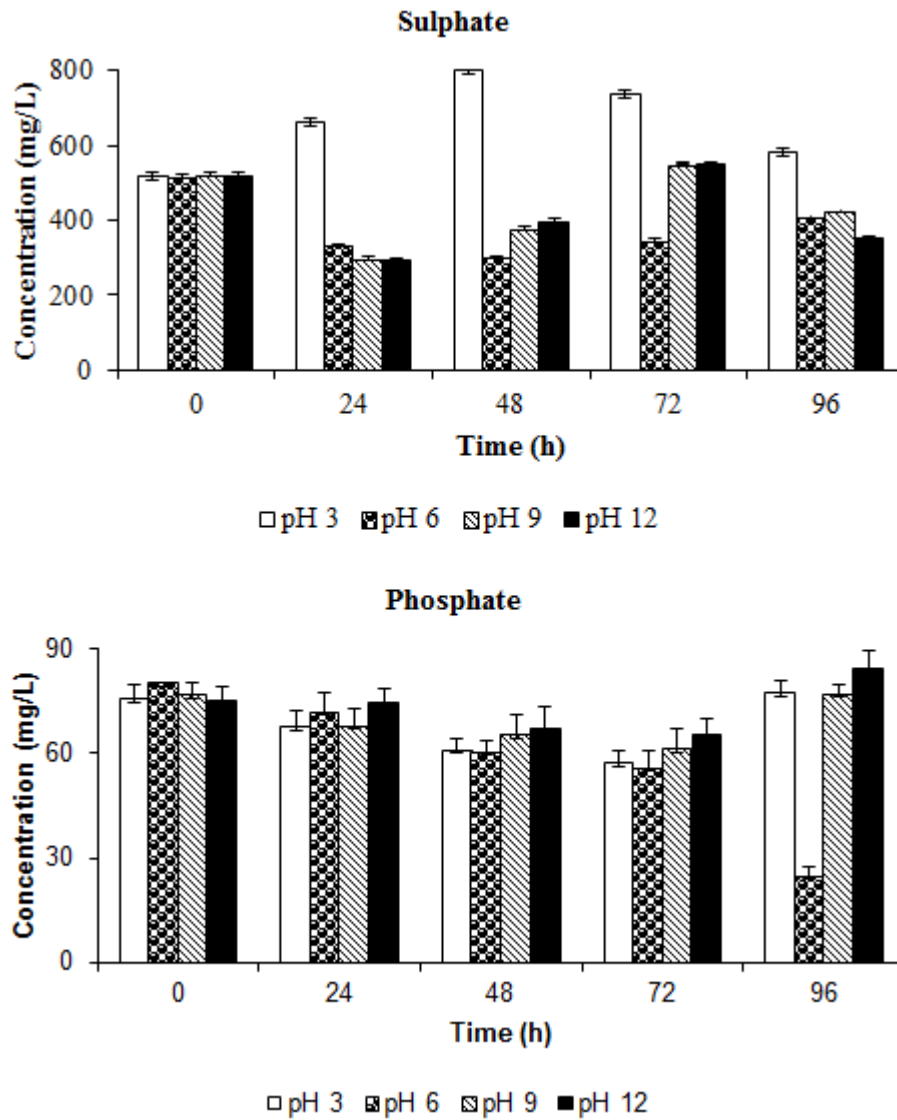 Sulphate
Concentration (mg/L)
800
600
400
200
0
0 24 48 72 96
Time (h)
pH 3 pH 6 pH 9 pH 12
Phosphate
Concentration (mg/L)
90
60
30
0
0 24 48 72 96
Time (h)
pH 3 pH 6 pH 9 pH 12